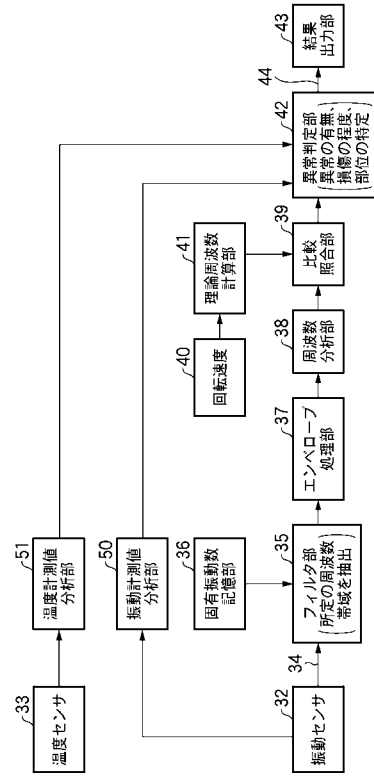 33
温度センサ
51
温度計測値
分析部
32
振動センサ
50
振動計測値
分析部
36
固有振動数
記憶部
34
35
フィルタ部
所定の周波数
帯域を抽出
37
エンベロープ
処理部
38
周波数
分析部
40
回転速度
41
理論周波数
計算部
39
比較
照合部
42
異常判定部
異常の有無、
損傷の程度、
部位の特定
44
43
結果
出力部